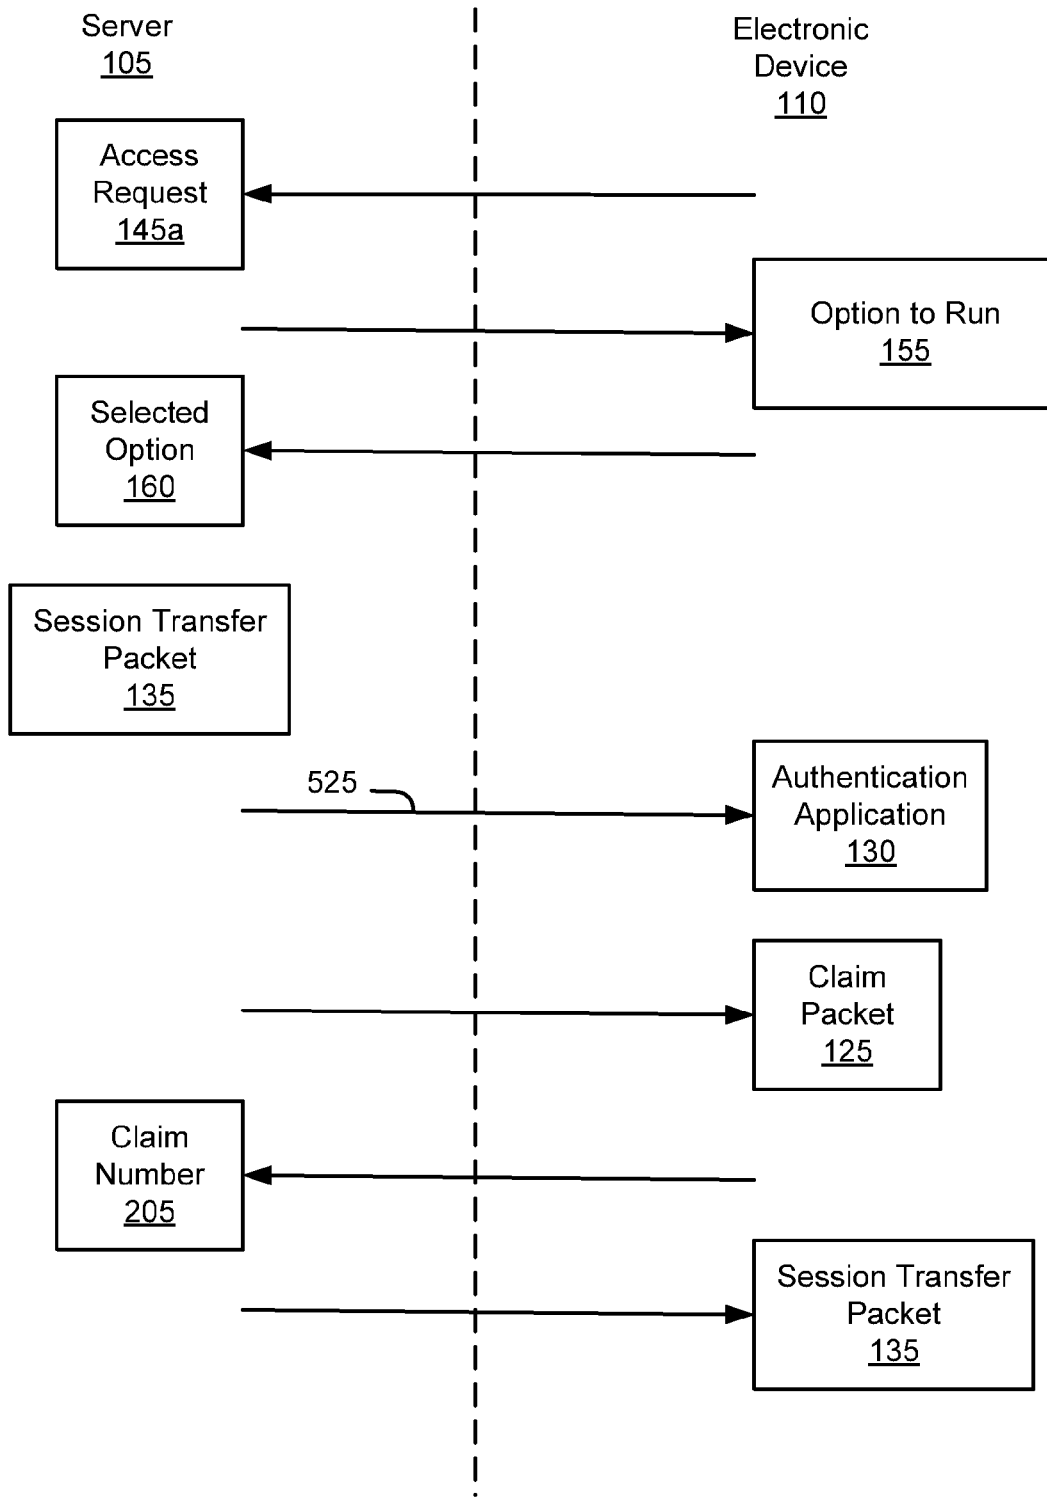 Server
105
Electronic
Device
110
Access
Request
145a
Option to Run
155
Selected
Option
160
Session Transfer
Packet
135
525
Authentication
Application
130
Claim
Packet
125
Claim
Number
205
Session Transfer
Packet
135